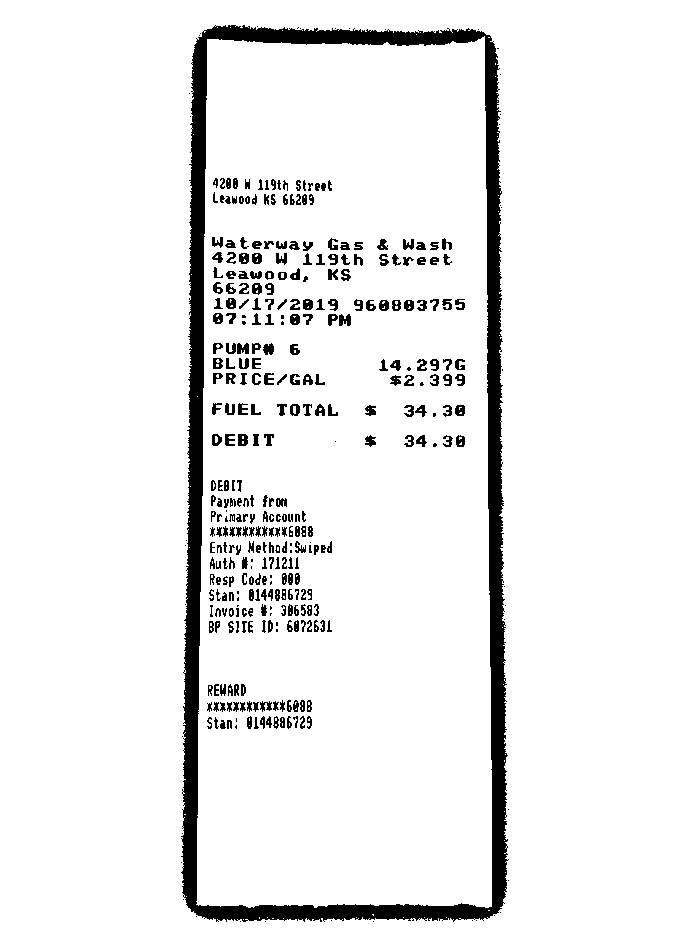 4200 W 119th Street
Leawood KS 66209
Waterway Gas & Wash
4200 W 119th Street
Leawood, KS
66209
10/17/2019 960803755
07:11:07 PM
PUMP# 6
BLUE 14.297G
PRICE/GAL $2.399
FUEL TOTAL $ 34.30
DEBIT $ 34.30
DEBIT
Payment from
Primary Account
************6088
Entry Method:Swiped
Auth #: 171211
Resp Code: 000
Stan: 0144886729
Invoice #: 306583
BP SITE ID: 6072631
REWARD
************6088
Stan: 0144886729